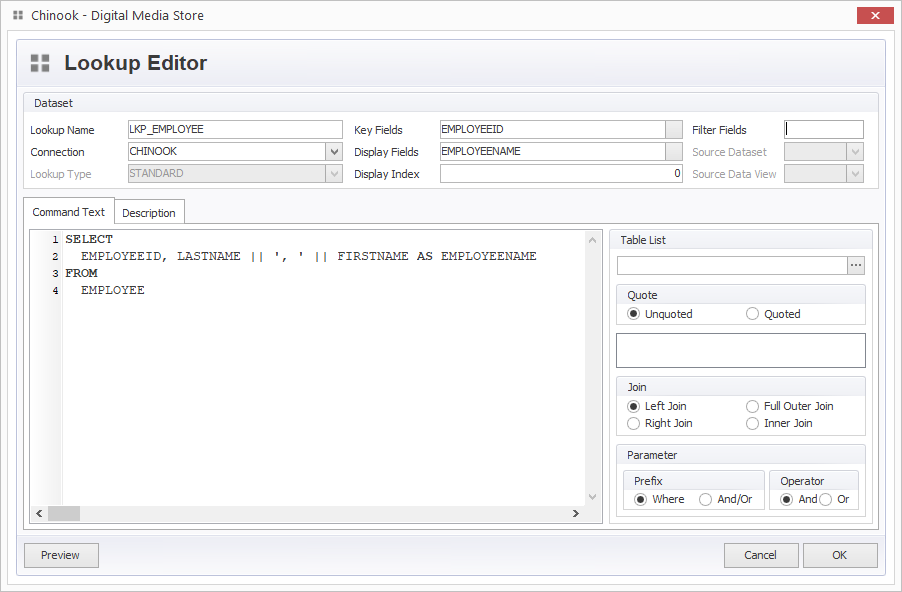 Chinook - Digital Media Store
Lookup Editor
Dataset
Lookup Name LKP_EMPLOYEE Key Fields EMPLOYEEID Filter Fields
Connection CHINOOK Display Fields EMPLOYEENAME Source Dataset
Lookup Type STANDARD Display Index 0 Source Data View
Command Text Description
1 SELECT
2 EMPLOYEEID, LASTNAME || ', ' || FIRSTNAME AS EMPLOYEENAME
3 FROM
4 EMPLOYEE
Table List
...
Quote
Unquoted Quoted
Join
Left Join Full Outer Join
Right Join Inner Join
Parameter
Prefix Operator
Where And/Or And Or
Preview Cancel OK